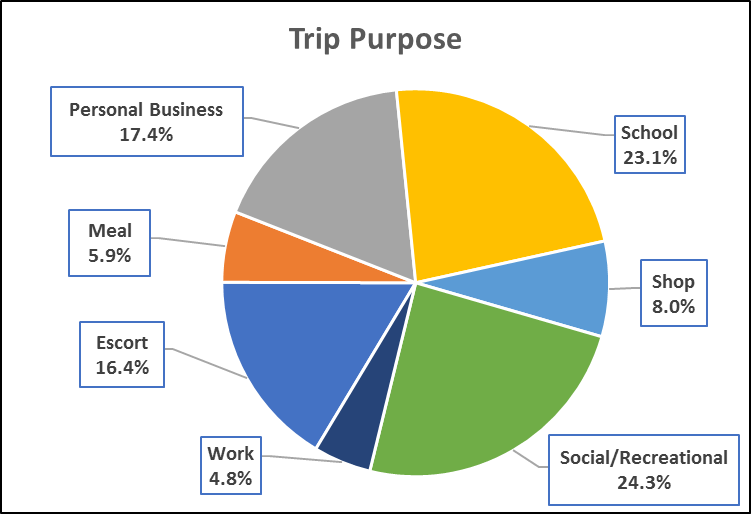 Trip Purpose
Personal Business
17.4%
School
23.1%
Meal
5.9%
Shop
8.0%
Escort
16.4%
Work
4.8%
Social/Recreational
24.3%